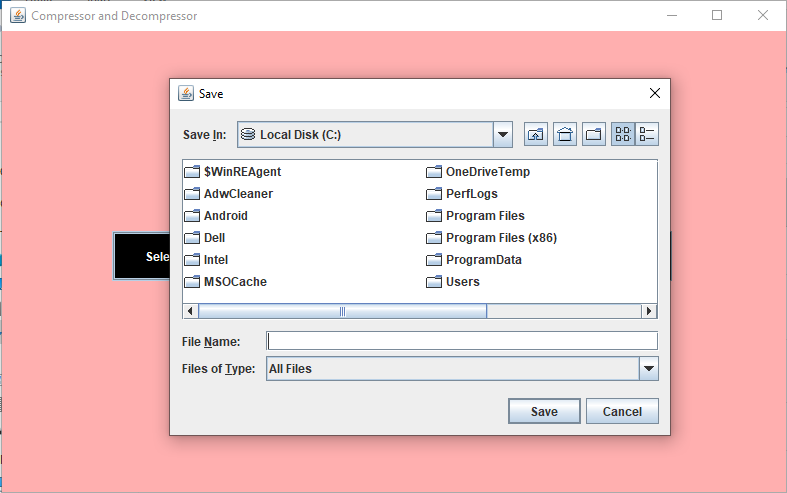 Compressor and Decompressor
Save
Save In: Local Disk (C:)
$WinREAgent OneDriveTemp
AdwCleaner PerfLogs
Android Program Files
Dell Program Files (x86)
Intel ProgramData
MSOCache Users
Sele
File Name:
Files of Type: All Files
Save Cancel